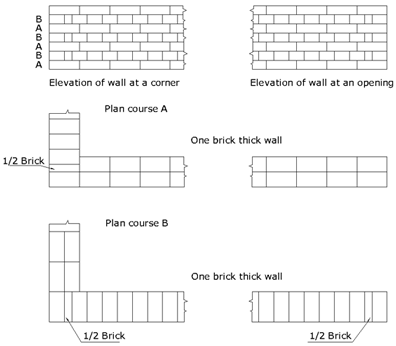 B
A
B
A
B
A
Elevation of wall at a corner
Elevation of wall at an opening
Plan course A
One brick thick wall
1/2 Brick
Plan course B
One brick thick wall
1/2 Brick
1/2 Brick